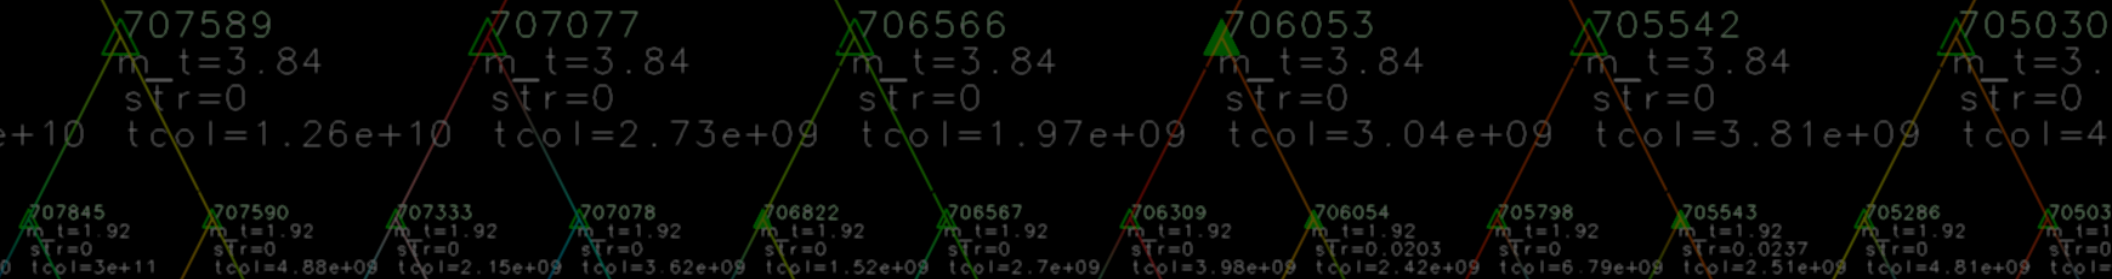 707589 707077 706566 706053 705542 705030
m_t=3.84 m_t=3.84 m_t=3.84 m_t=3.84 m_t=3.84 m_t=3.
str=0 str=0 str=0 str=0 str=0 str=0
e+10 tcol=1.26e+10 tcol=2.73e+09 tcol=1.97e+09 tcol=3.04e+09 tcol=3.81e+09 tcol=4
707845 707590 707333 707078 706822 706567 706309 706054 705798 705543 705286 70503
m_t=1.92 m_t=1.92 m_t=1.92 m_t=1.92 m_t=1.92 m_t=1.92 m_t=1.92 m_t=1.92 m_t=1.92 m_t=1.92 m_t=1.92 m_t=1
str=0 str=0 str=0 str=0 str=0 str=0 str=0 str=0.0203 str=0 str=0.0237 str=0 str=0
0 tcol=3e+11 tcol=4.88e+09 tcol=2.15e+09 tcol=3.62e+09 tcol=1.52e+09 tcol=2.7e+09 tcol=3.98e+09 tcol=2.42e+09 tcol=6.79e+09 tcol=2.51e+09 tcol=4.81e+09 tcol=